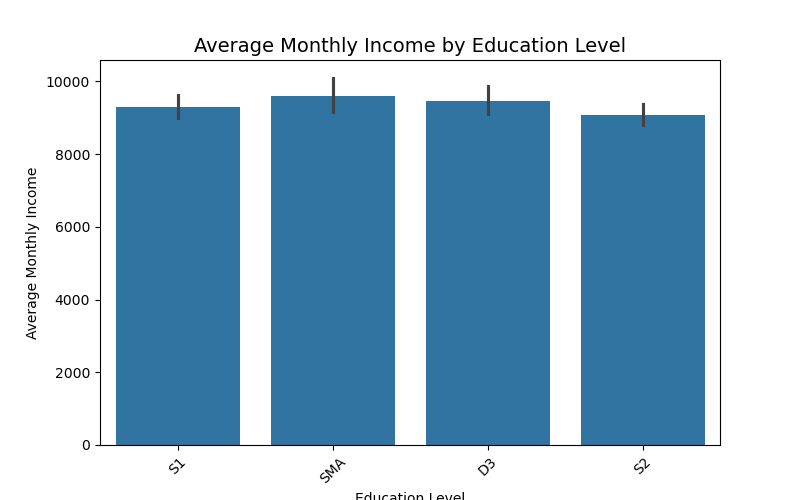 Average Monthly Income by Education Level
10000
8000
6000
4000
2000
0
Average Monthly Income
S1
SMA
D3
S2
Education Level